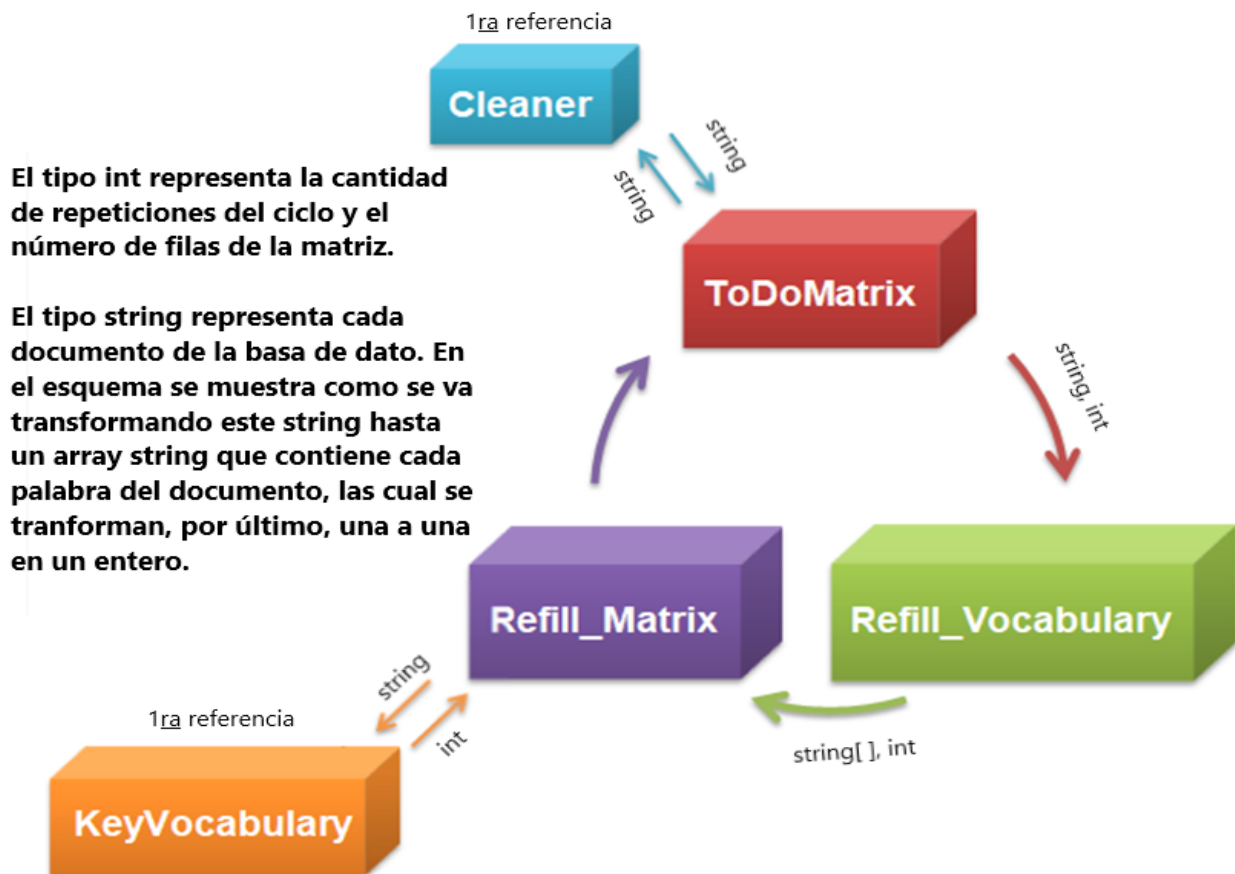 1ra referencia
Cleaner
string
string
El tipo int representa la cantidad
de repeticiones del ciclo y el
número de filas de la matriz.
ToDoMatrix
El tipo string representa cada
documento de la basa de dato. En
el esquema se muestra como se va
transformando este string hasta
un array string que contiene cada
palabra del documento, las cual se
tranforman, por último, una a una
en un entero.
string, int
Refill_Matrix
Refill_Vocabulary
string
int
string[ ], int
1ra referencia
KeyVocabulary